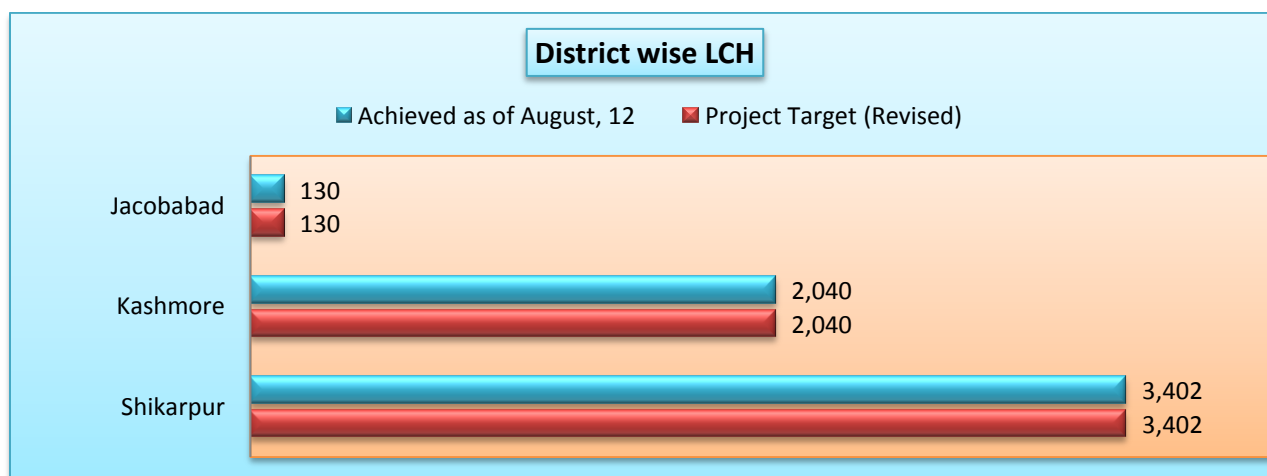 District wise LCH
Achieved as of August, 12 Project Target (Revised)
Jacobabad 130
130
Kashmore 2,040
2,040
Shikarpur 3,402
3,402